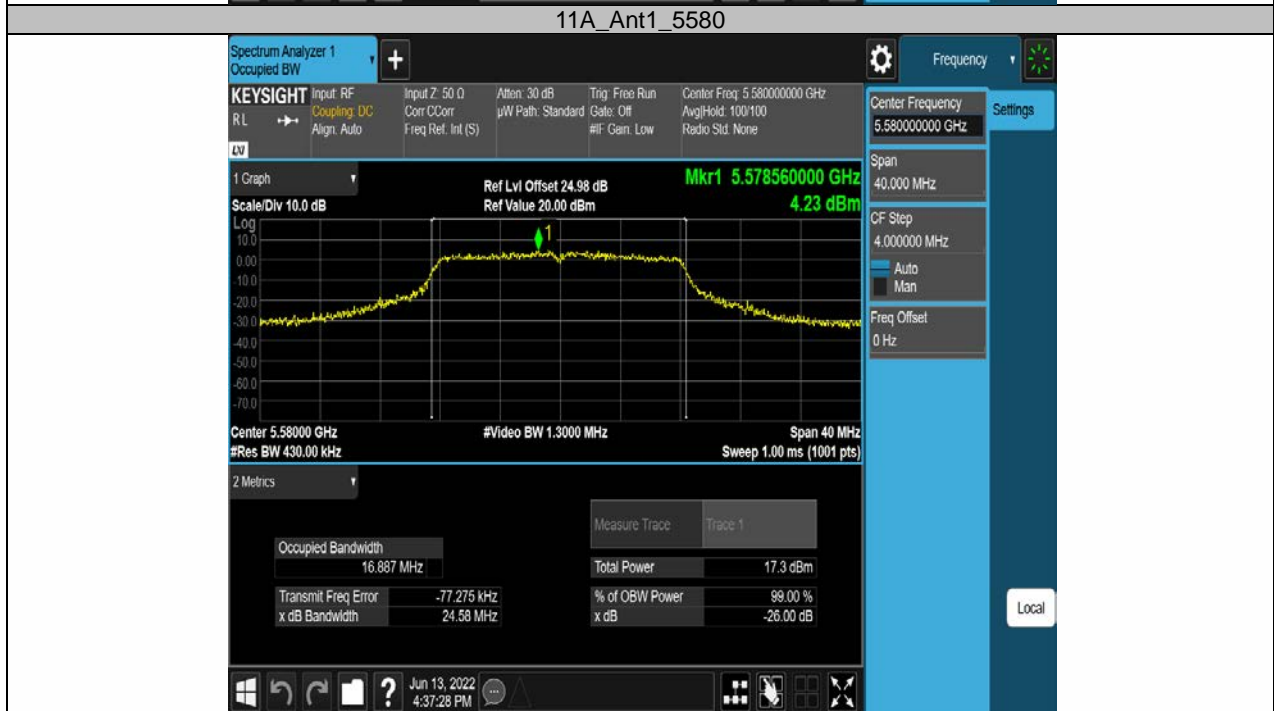 11A_Ant1_5580
Spectrum Analyzer 1
Occupied BW
+
Frequency
KEYSIGHT
RL
LXI
Input: RF
Coupling: DC
Align: Auto
Input Z: 50 Ω
Corr CCorr
Freq Ref: Int (S)
Atten: 30 dB
µW Path: Standard
Trig: Free Run
Gate: Off
#IF Gain: Low
Center Freq: 5.580000000 GHz
Avg|Hold: 100/100
Radio Std: None
Center Frequency
5.580000000 GHz
Settings
Span
40.000 MHz
CF Step
4.000000 MHz
Auto
Man
Freq Offset
0 Hz
Local
1 Graph
Scale/Div 10.0 dB
Ref Lvl Offset 24.98 dB
Ref Value 20.00 dBm
Mkr1 5.578560000 GHz
4.23 dBm
Log
10.0
0.00
-10.0
-20.0
-30.0
-40.0
-50.0
-60.0
-70.0
1
Center 5.58000 GHz
#Video BW 1.3000 MHz
Span 40 MHz
#Res BW 430.00 kHz
Sweep 1.00 ms (1001 pts)
2 Metrics
Measure Trace Trace 1
Occupied Bandwidth
16.887 MHz
Total Power 17.3 dBm
Transmit Freq Error -77.275 kHz
% of OBW Power 99.00 %
x dB Bandwidth 24.58 MHz
x dB -26.00 dB
?
Jun 13, 2022
4:37:28 PM